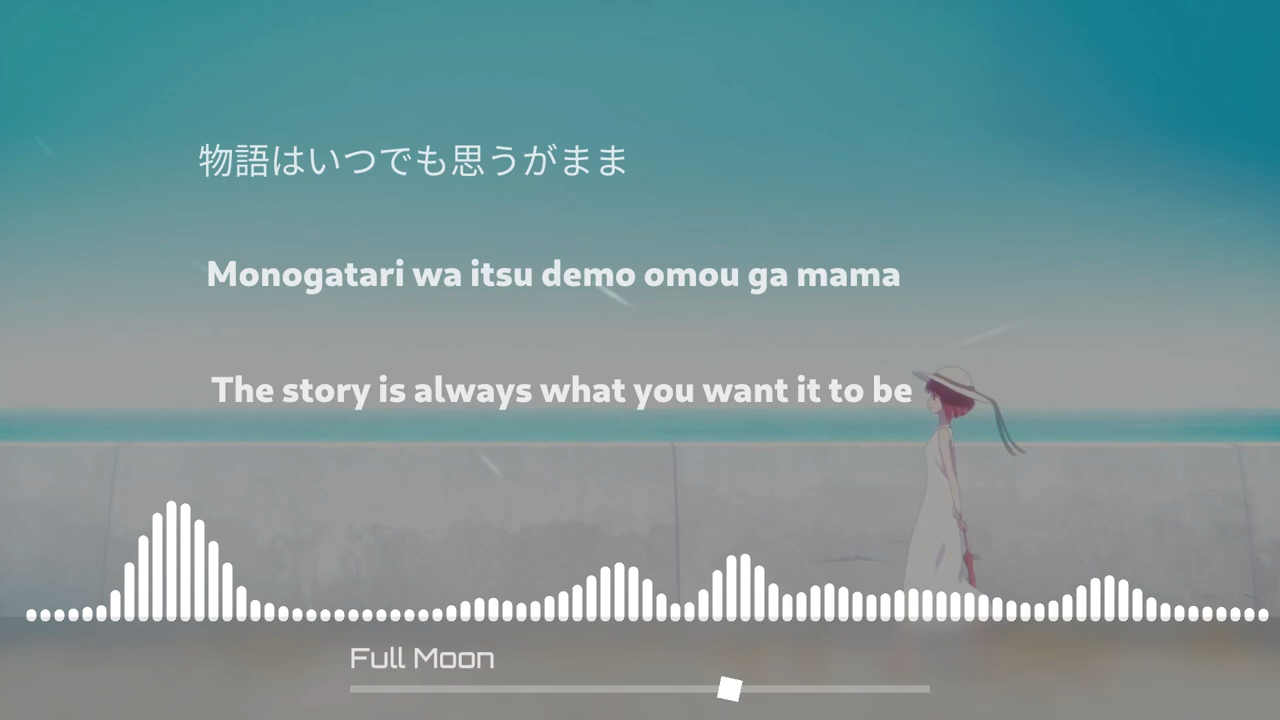 物語はいつでも思うがまま
Monogatari wa itsu demo omou ga mama
The story is always what you want it to be
Full Moon